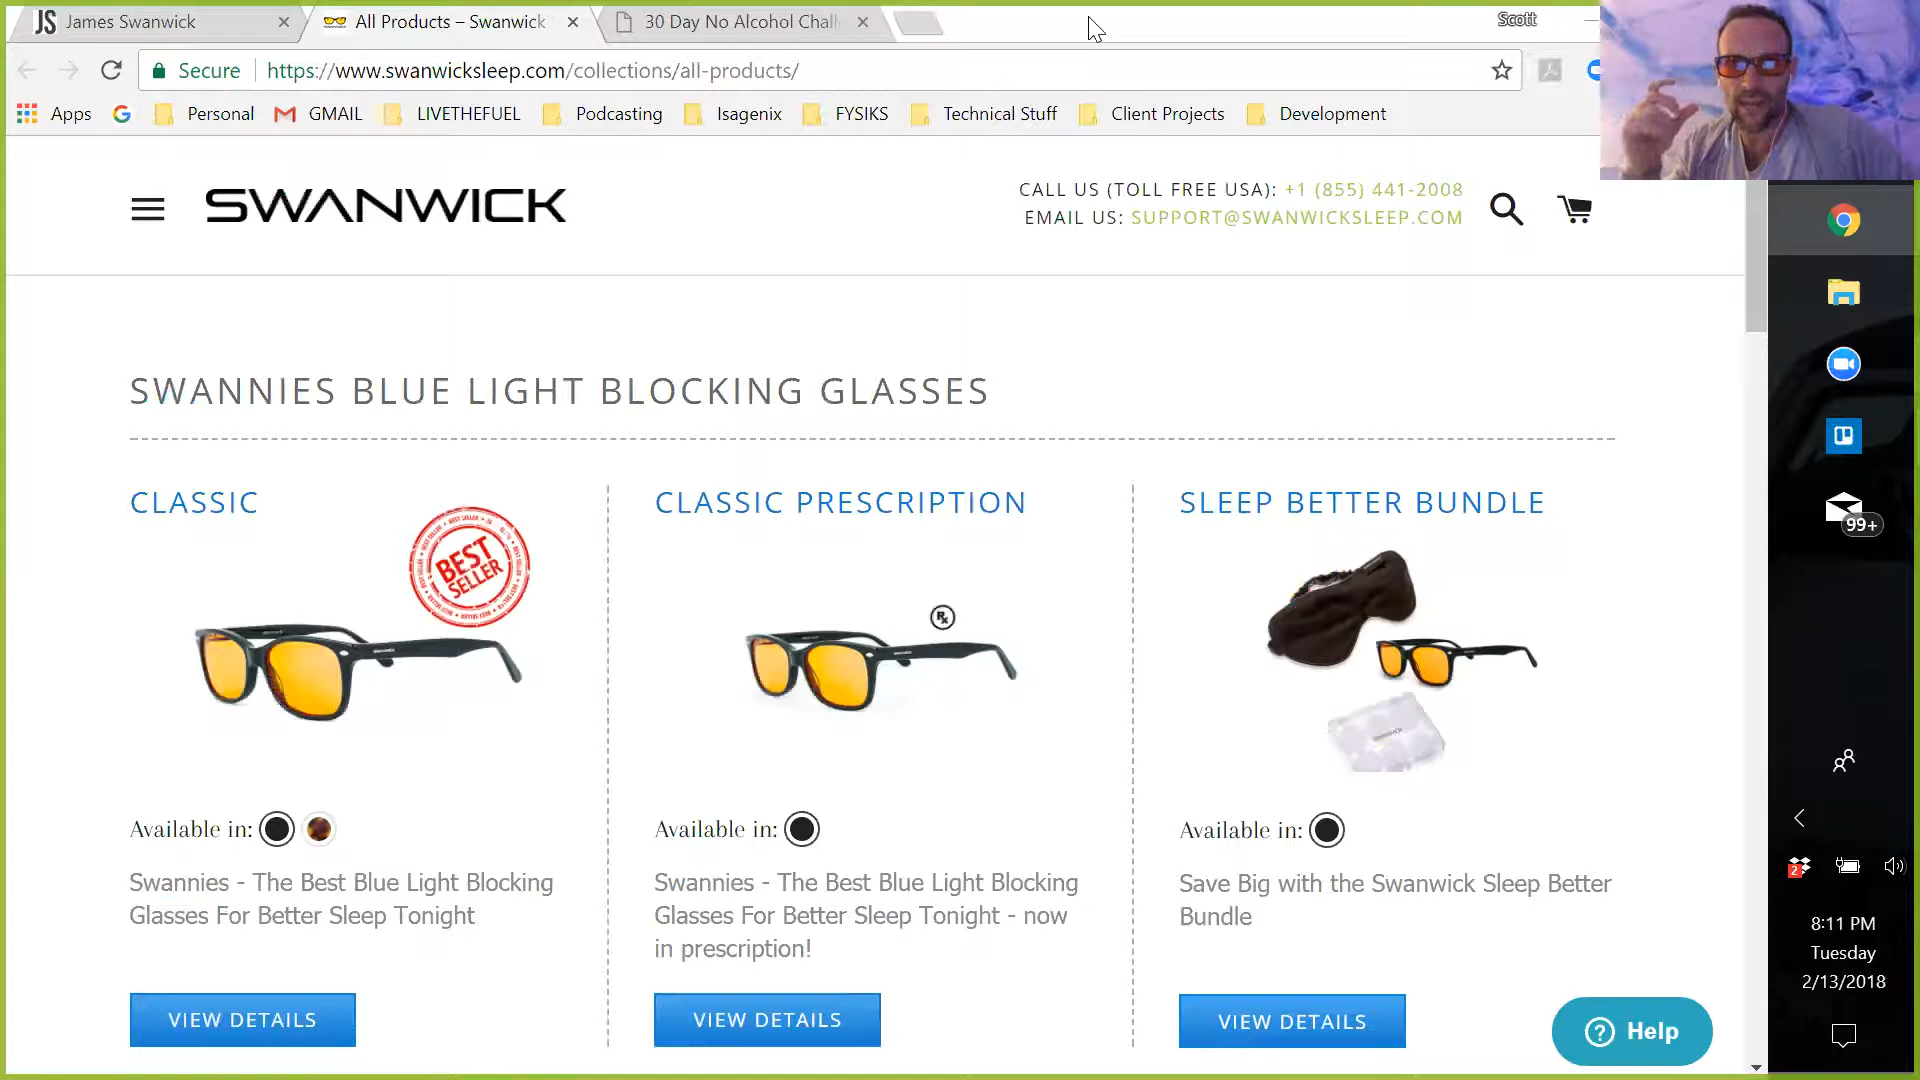 JS James Swanwick
All Products – Swanwick
30 Day No Alcohol Chall
Scott
Secure https://www.swanwicksleep.com/collections/all-products/
Apps Personal GMAIL LIVETHEFUEL Podcasting Isagenix FYSIKS Technical Stuff Client Projects Development
SWANWICK
CALL US (TOLL FREE USA): +1 (855) 441-2008
EMAIL US: SUPPORT@SWANWICKSLEEP.COM
SWANNIES BLUE LIGHT BLOCKING GLASSES
CLASSIC
BEST
SELLER
SWANWICK
Available in:
Swannies - The Best Blue Light Blocking
Glasses For Better Sleep Tonight
VIEW DETAILS
CLASSIC PRESCRIPTION
Rx
Available in:
Swannies - The Best Blue Light Blocking
Glasses For Better Sleep Tonight - now
in prescription!
VIEW DETAILS
SLEEP BETTER BUNDLE
Available in:
Save Big with the Swanwick Sleep Better
Bundle
VIEW DETAILS
? Help
99+
2
8:11 PM
Tuesday
2/13/2018